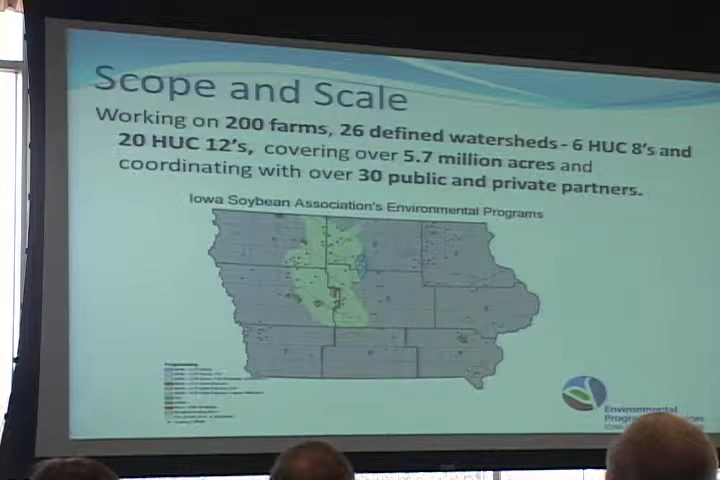 Scope and Scale
Working on 200 farms, 26 defined watersheds - 6 HUC 8's and
20 HUC 12's, covering over 5.7 million acres and
coordinating with over 30 public and private partners.
Iowa Soybean Association's Environmental Programs
Environmental